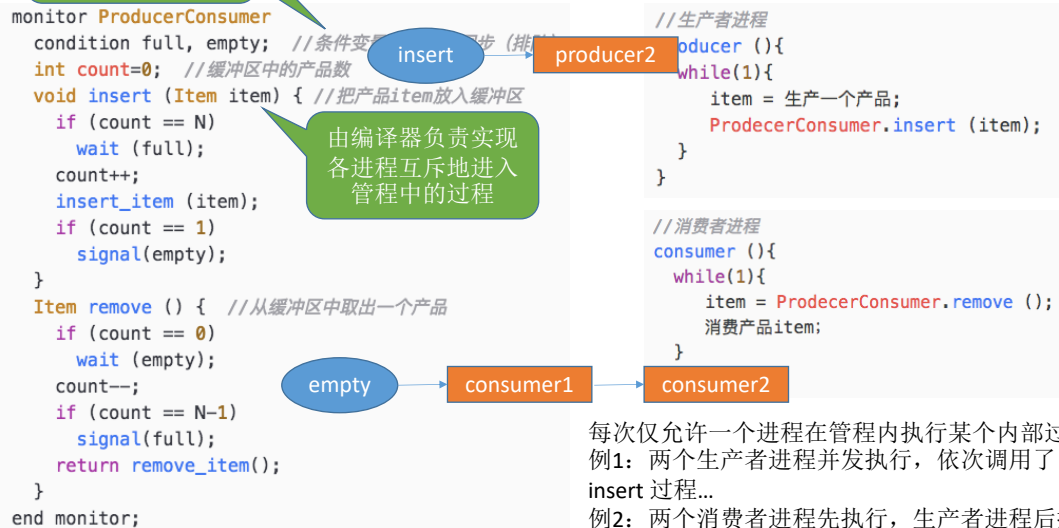 monitor ProducerConsumer
condition full, empty; //条件变
步（排
int count=0; //缓冲区中的产品数
void insert (Item item) { //把产品item放入缓冲区
if (count == N)
wait (full);
count++;
insert_item (item);
if (count == 1)
signal(empty);
}
Item remove () { //从缓冲区中取出一个产品
if (count == 0)
wait (empty);
count--;
if (count == N-1)
signal(full);
return remove_item();
}
end monitor;
insert
producer2
由编译器负责实现
各进程互斥地进入
管程中的过程
empty
consumer1
consumer2
//生产者进程
oducer (){
while(1){
item = 生产一个产品;
ProdecerConsumer.insert (item);
}
}
//消费者进程
consumer (){
while(1){
item = ProdecerConsumer.remove ();
消费产品item;
}
每次仅允许一个进程在管程内执行某个内部过
例1：两个生产者进程并发执行，依次调用了
insert 过程…
例2：两个消费者进程先执行，生产者进程后